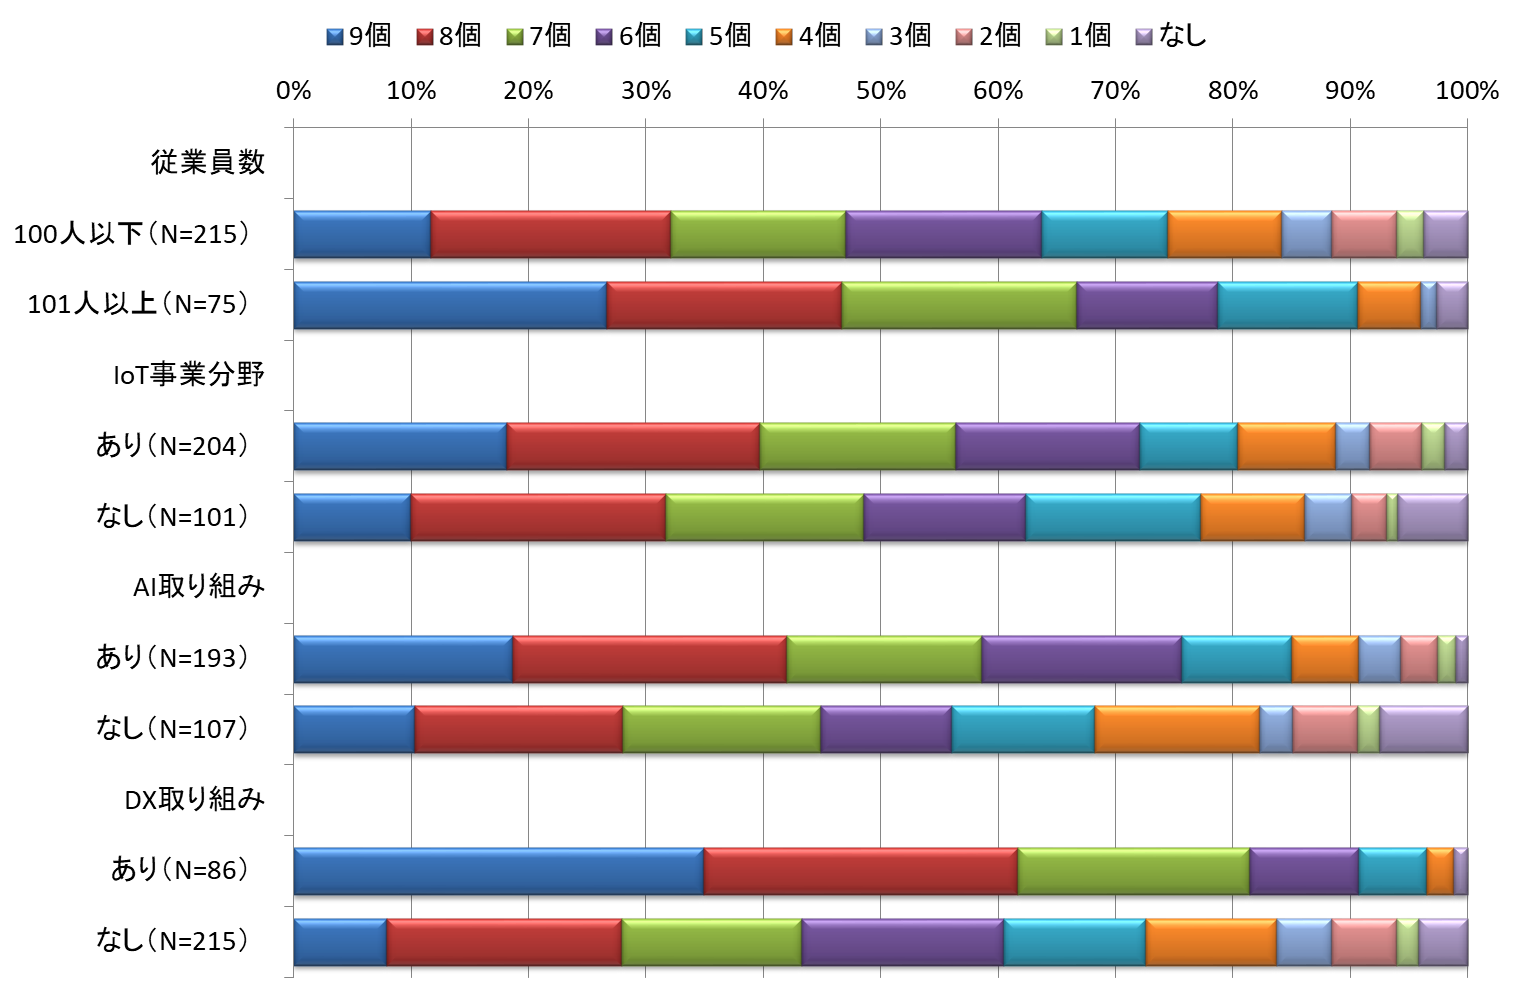 9個 8個 7個 6個 5個 4個 3個 2個 1個 なし
0% 10% 20% 30% 40% 50% 60% 70% 80% 90% 100%
従業員数
100人以下（N=215）
101人以上（N=75）
IoT事業分野
あり（N=204）
なし（N=101）
AI取り組み
あり（N=193）
なし（N=107）
DX取り組み
あり（N=86）
なし（N=215）